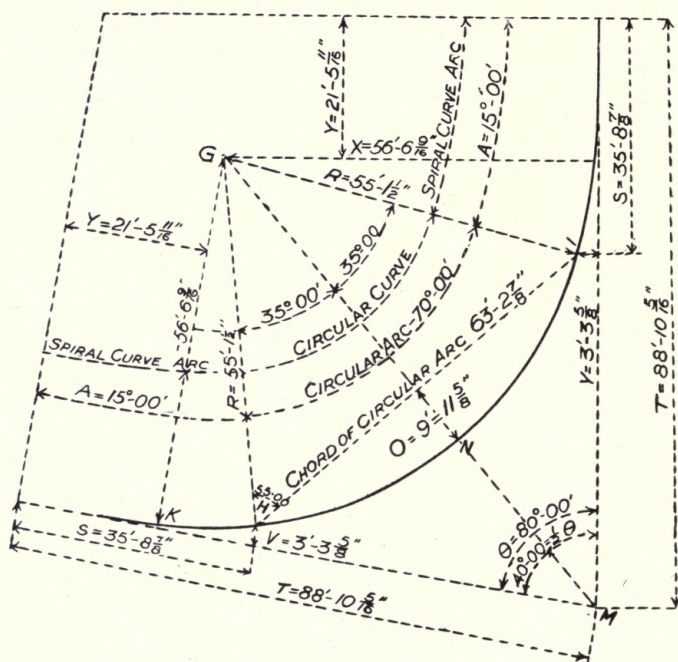 Y=21'-5 11/16"
SPIRAL CURVE ARC
A=15°-00'
S=35'-8 7/8"
G
X=56'-6 9/16"
R=55'-1 1/2"
Y=21'-5 11/16"
35°-00'
35°-00'
CIRCULAR CURVE
CIRCULAR ARC-70°-00'
CHORD OF CIRCULAR ARC 63'-2 7/8"
56'-6 9/16"
R=55'-1 1/2"
SPIRAL CURVE ARC
A=15°-00'
V=3'-3 5/8"
T=88'-10 5/16"
O=9'-11 5/8"
N
55°-00'
H
K
S=35'-8 7/8"
V=3'-3 5/8"
θ=80°-00'
40°-00'=1/2θ
M
T=88'-10 5/16"